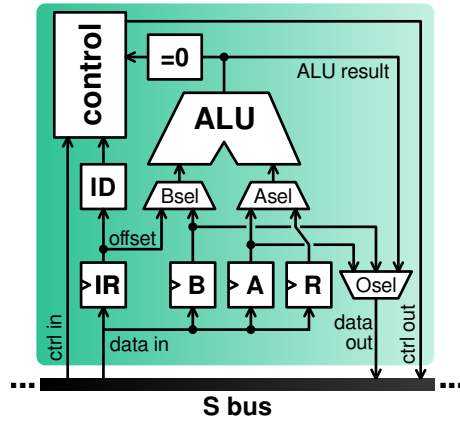 control
=0
ALU result
ALU
ID
Bsel
Asel
offset
IR
B
A
R
Osel
ctrl in
data in
data
out
ctrl out
S bus